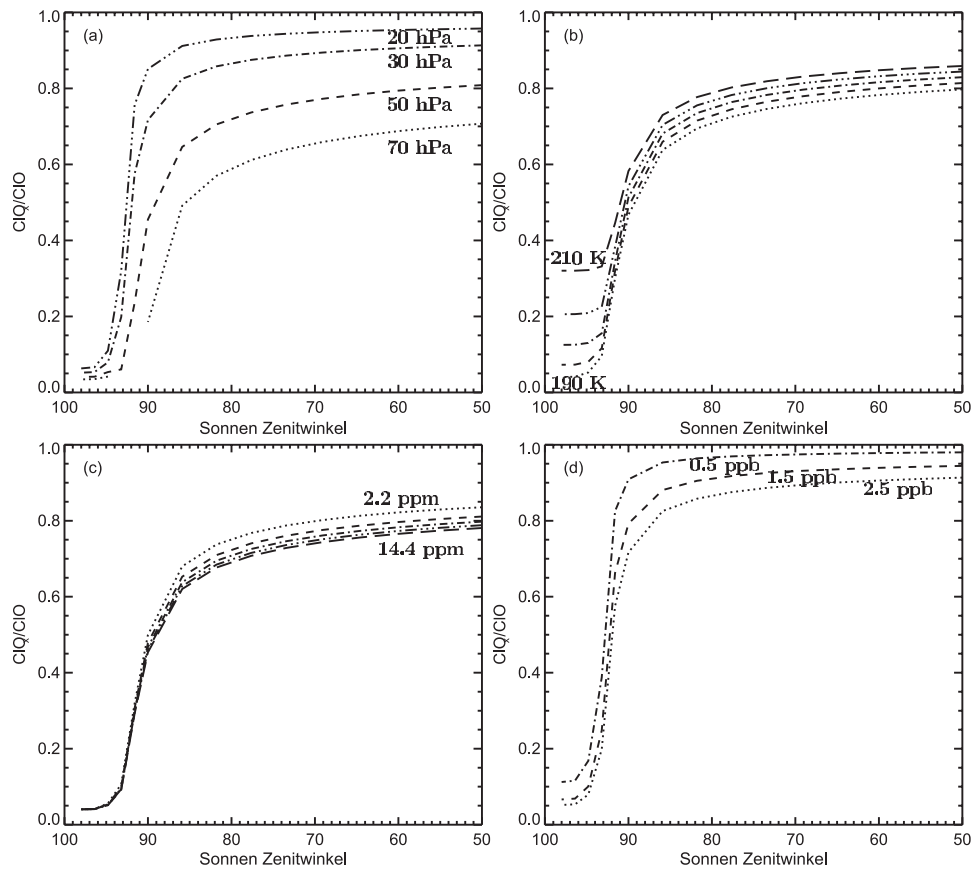 (a)
20 hPa
30 hPa
50 hPa
70 hPa
1.0
0.8
0.6
0.4
0.2
0.0
ClOx/ClO
100 90 80 70 60 50
Sonnen Zenitwinkel
(b)
210 K
190 K
1.0
0.8
0.6
0.4
0.2
0.0
ClOx/ClO
100 90 80 70 60 50
Sonnen Zenitwinkel
(c)
2.2 ppm
14.4 ppm
1.0
0.8
0.6
0.4
0.2
0.0
ClOx/ClO
100 90 80 70 60 50
Sonnen Zenitwinkel
(d)
0.5 ppb
1.5 ppb
2.5 ppb
1.0
0.8
0.6
0.4
0.2
0.0
ClOx/ClO
100 90 80 70 60 50
Sonnen Zenitwinkel